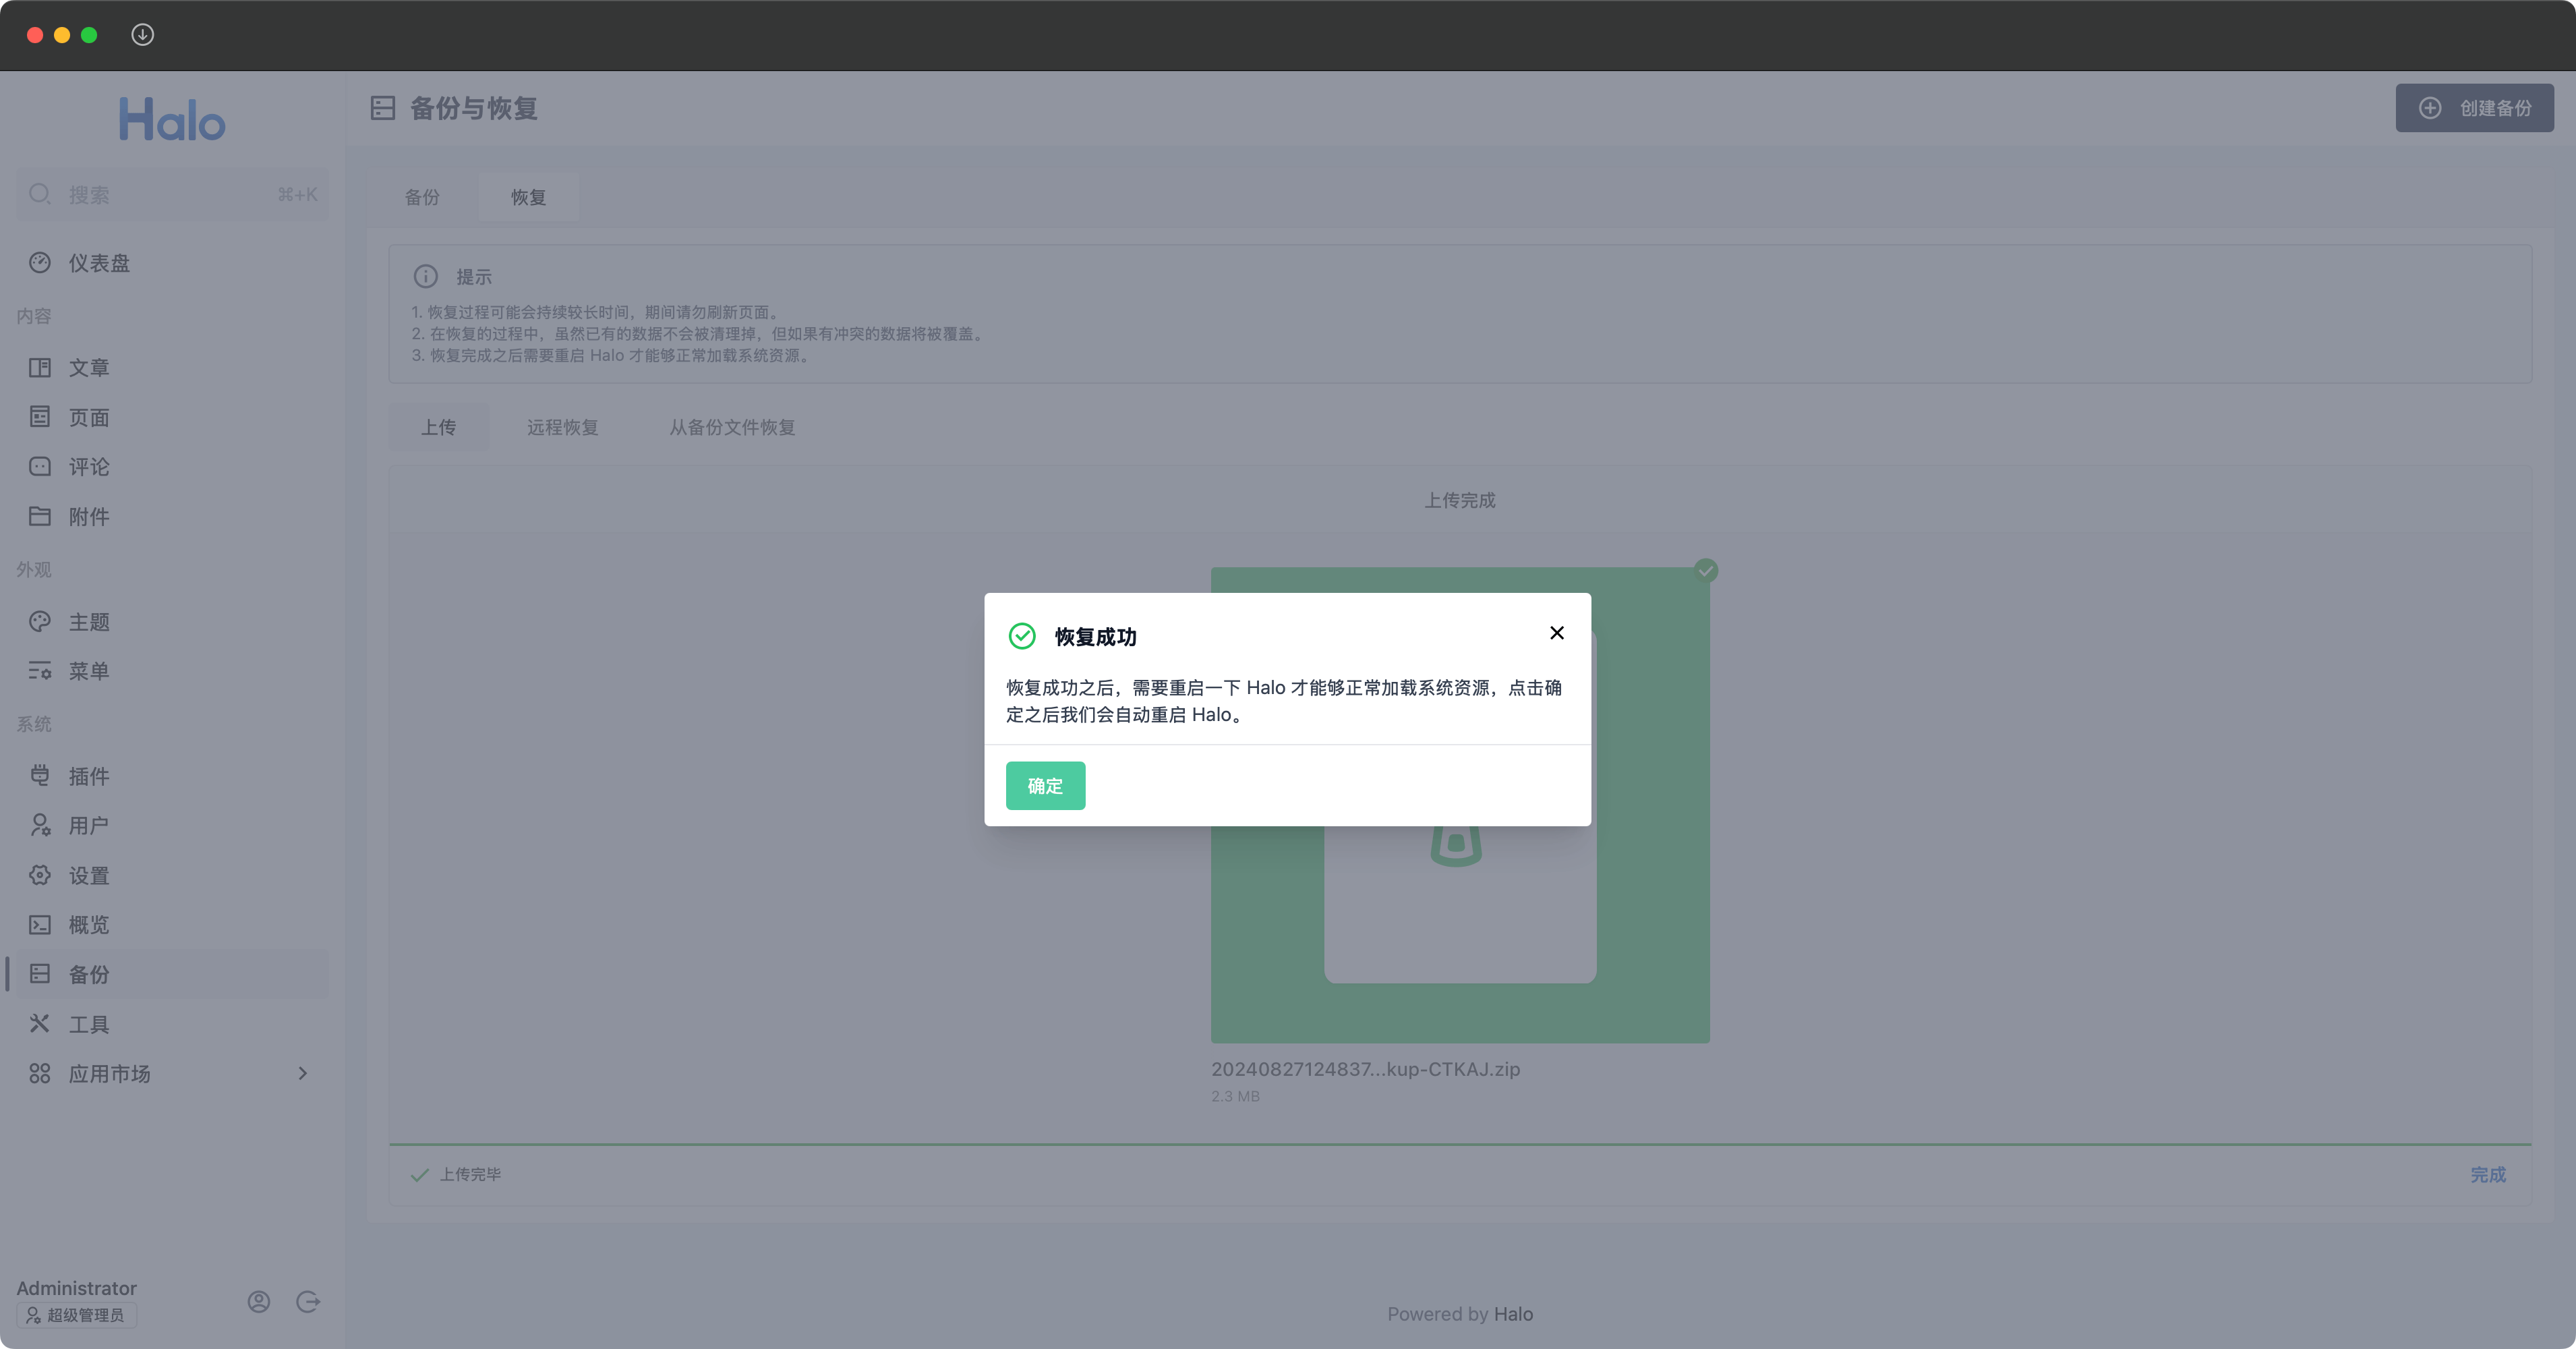 Halo
搜索 ⌘+K
仪表盘
内容
文章
页面
评论
附件
外观
主题
菜单
系统
插件
用户
设置
概览
备份
工具
应用市场
Administrator
超级管理员
备份与恢复
创建备份
备份 恢复
提示
1. 恢复过程可能会持续较长时间，期间请勿刷新页面。
2. 在恢复的过程中，虽然已有的数据不会被清理掉，但如果有冲突的数据将被覆盖。
3. 恢复完成之后需要重启 Halo 才能够正常加载系统资源。
上传 远程恢复 从备份文件恢复
上传完成
恢复成功
恢复成功之后，需要重启一下 Halo 才能够正常加载系统资源，点击确
定之后我们会自动重启 Halo。
确定
20240827124837...kup-CTKAJ.zip
2.3 MB
上传完毕 完成
Powered by Halo